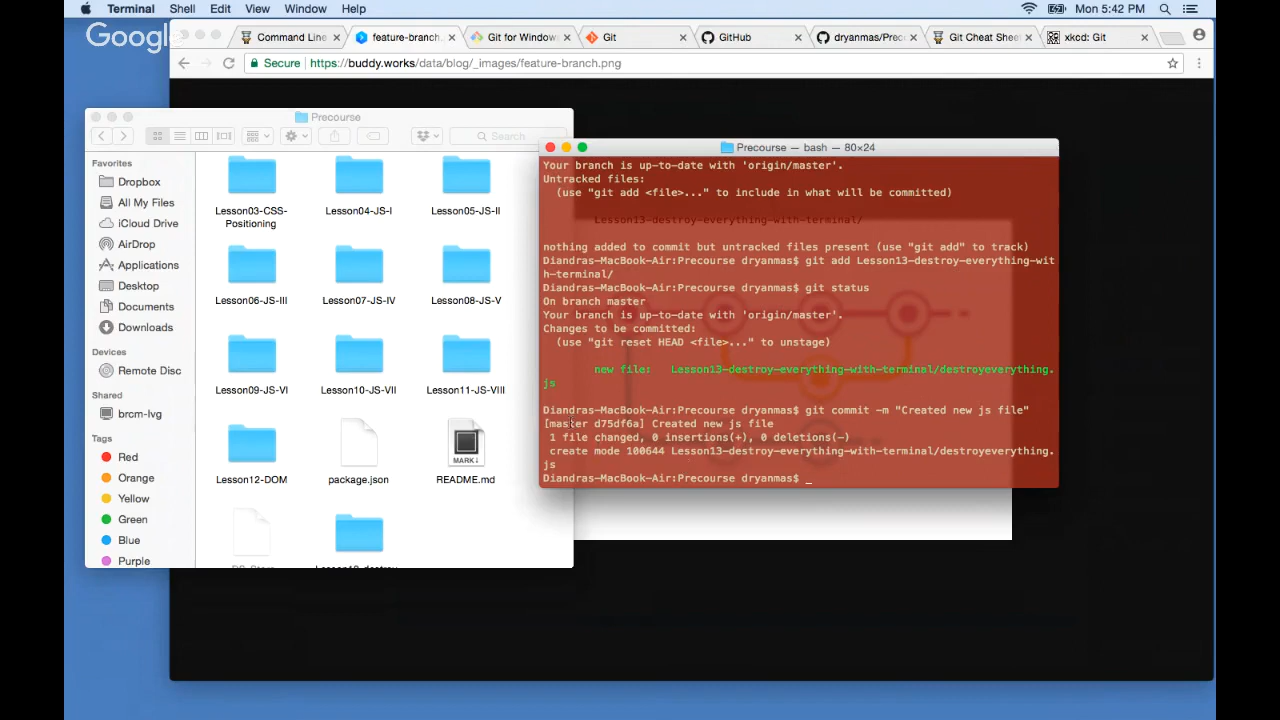 Terminal Shell Edit View Window Help Mon 5:42 PM
Google
Command Line feature-branch. Git for Window Git GitHub dryanmas/Prec Git Cheat Shee xkcd: Git
Secure https://buddy.works/data/blog/_images/feature-branch.png
Precourse
Search
Favorites
Dropbox
All My Files
iCloud Drive
AirDrop
Applications
Desktop
Documents
Downloads
Devices
Remote Disc
Shared
brcm-lvg
Tags
Red
Orange
Yellow
Green
Blue
Purple
Lesson03-CSS-
Positioning
Lesson04-JS-I
Lesson05-JS-II
Lesson06-JS-III
Lesson07-JS-IV
Lesson08-JS-V
Lesson09-JS-VI
Lesson10-JS-VII
Lesson11-JS-VIII
MARK↓
Lesson12-DOM
package.json
README.md
Precourse — bash — 80×24
Your branch is up-to-date with 'origin/master'.
Untracked files:
(use "git add <file>..." to include in what will be committed)
Lesson13-destroy-everything-with-terminal/
nothing added to commit but untracked files present (use "git add" to track)
Diandras-MacBook-Air:Precourse dryanmas$ git add Lesson13-destroy-everything-wit
h-terminal/
Diandras-MacBook-Air:Precourse dryanmas$ git status
On branch master
Your branch is up-to-date with 'origin/master'.
Changes to be committed:
(use "git reset HEAD <file>..." to unstage)
new file: Lesson13-destroy-everything-with-terminal/destroyeverything.
js
Diandras-MacBook-Air:Precourse dryanmas$ git commit -m "Created new js file"
[master d75df6a] Created new js file
1 file changed, 0 insertions(+), 0 deletions(-)
create mode 100644 Lesson13-destroy-everything-with-terminal/destroyeverything.
js
Diandras-MacBook-Air:Precourse dryanmas$ _